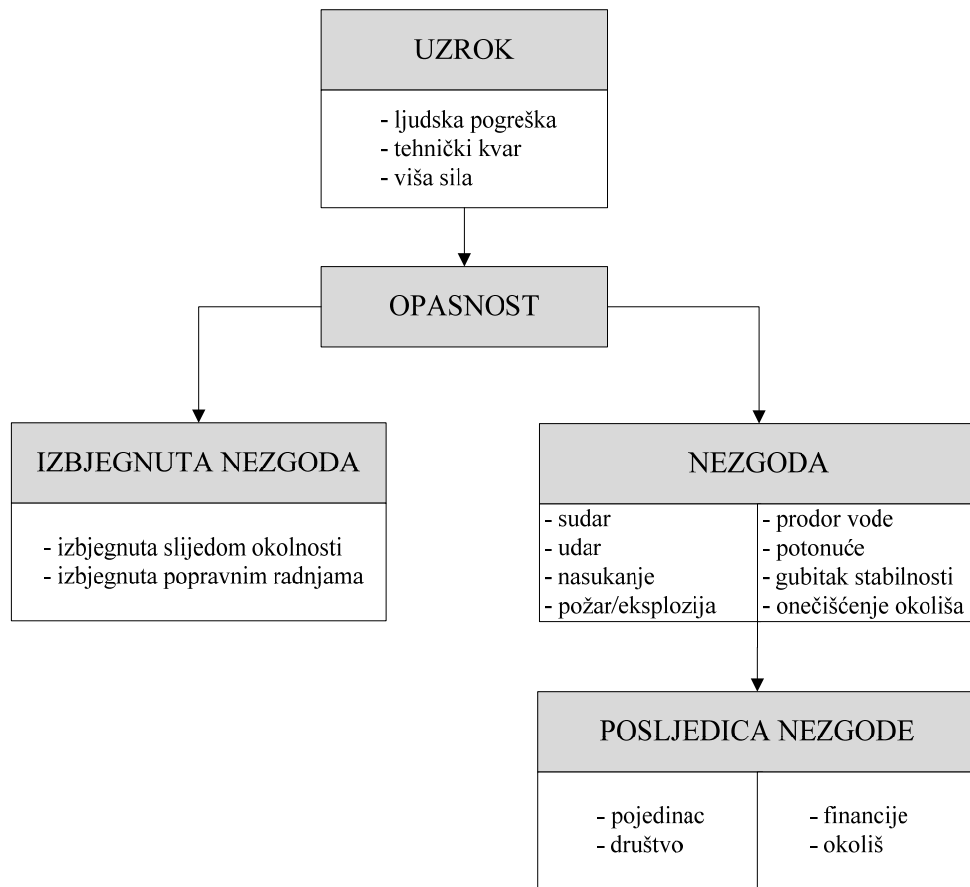 UZROK
- ljudska pogreška
- tehnički kvar
- viša sila
OPASNOST
IZBJEGNUTA NEZGODA
- izbjegnuta slijedom okolnosti
- izbjegnuta popravnim radnjama
NEZGODA
- sudar
- udar
- nasukanje
- požar/eksplozija
- prodor vode
- potonuće
- gubitak stabilnosti
- onečišćenje okoliša
POSLJEDICA NEZGODE
- pojedinac
- društvo
- financije
- okoliš